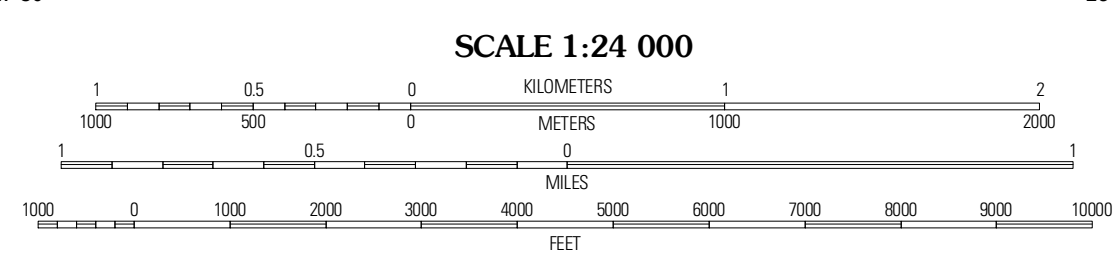 SCALE 1:24 000
1 0.5 0 KILOMETERS 1 2
1000 500 0 METERS 1000 2000
1 0.5 0 1
MILES
1000 0 1000 2000 3000 4000 5000 6000 7000 8000 9000 10000
FEET